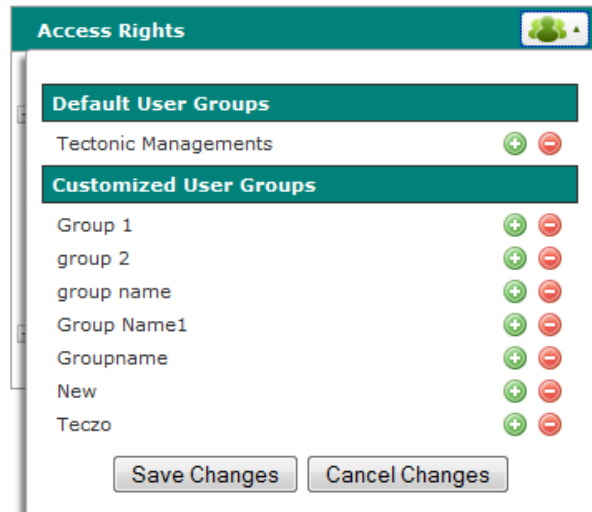 Access Rights
Default User Groups
Tectonic Managements
Customized User Groups
Group 1
group 2
group name
Group Name1
Groupname
New
Teczo
Save Changes Cancel Changes